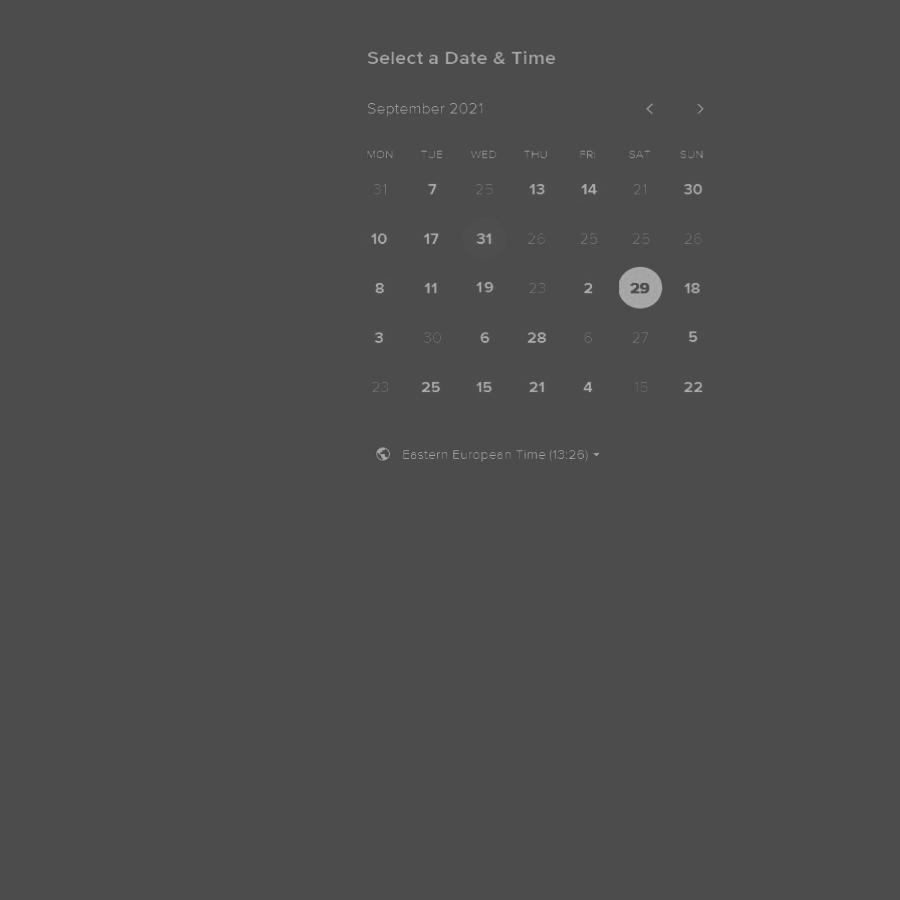 Select a Date & Time
September 2021
MON TUE WED THU FRI SAT SUN
31 7 25 13 14 21 30
10 17 31 26 25 25 26
8 11 19 23 2 29 18
3 30 6 28 6 27 5
23 25 15 21 4 15 22
Eastern European Time (13:26)